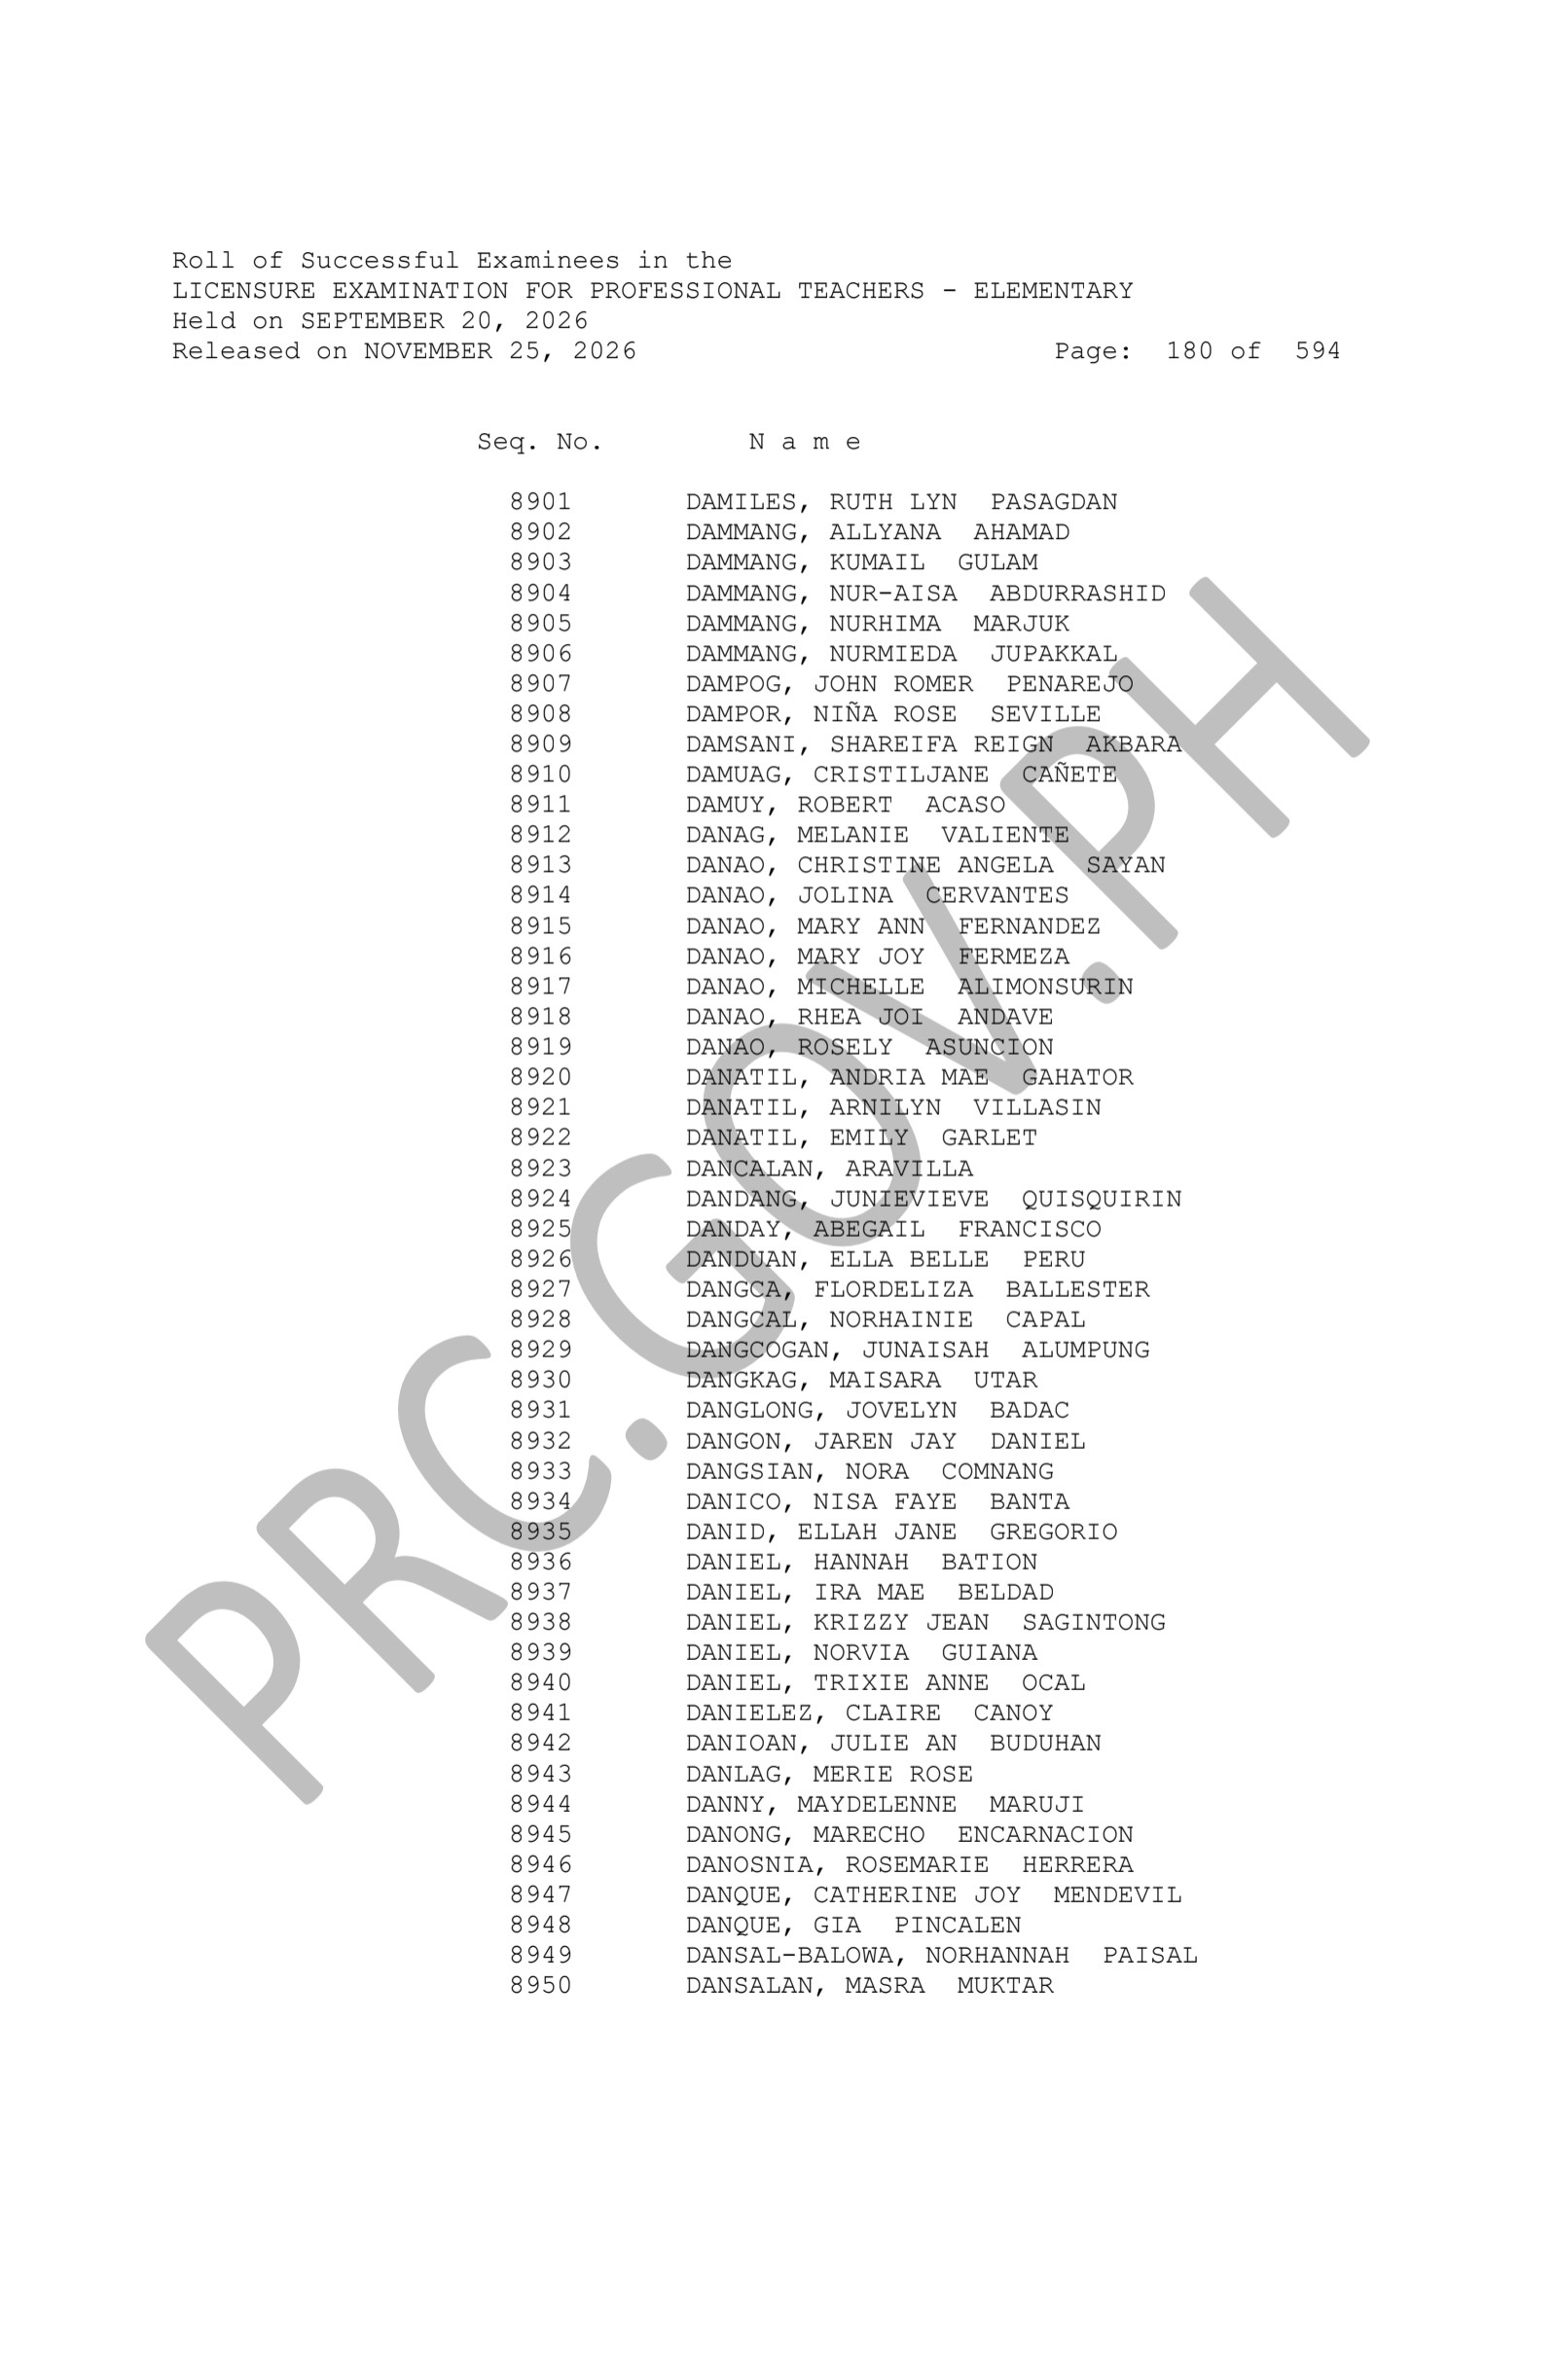 Roll of Successful Examinees in the
LICENSURE EXAMINATION FOR PROFESSIONAL TEACHERS - ELEMENTARY
Held on SEPTEMBER 20, 2026
Released on NOVEMBER 25, 2026 Page: 180 of 594
Seq. No. N a m e
8901 DAMILES, RUTH LYN PASAGDAN
8902 DAMMANG, ALLYANA AHAMAD
8903 DAMMANG, KUMAIL GULAM
8904 DAMMANG, NUR-AISA ABDURRASHID
8905 DAMMANG, NURHIMA MARJUK
8906 DAMMANG, NURMIEDA JUPAKKAL
8907 DAMPOG, JOHN ROMER PENAREJO
8908 DAMPOR, NIÑA ROSE SEVILLE
8909 DAMSANI, SHAREIFA REIGN AKBARA
8910 DAMUAG, CRISTILJANE CAÑETE
8911 DAMUY, ROBERT ACASO
8912 DANAG, MELANIE VALIENTE
8913 DANAO, CHRISTINE ANGELA SAYAN
8914 DANAO, JOLINA CERVANTES
8915 DANAO, MARY ANN FERNANDEZ
8916 DANAO, MARY JOY FERMEZA
8917 DANAO, MICHELLE ALIMONSURIN
8918 DANAO, RHEA JOI ANDAVE
8919 DANAO, ROSELY ASUNCION
8920 DANATIL, ANDRIA MAE GAHATOR
8921 DANATIL, ARNILYN VILLASIN
8922 DANATIL, EMILY GARLET
8923 DANCALAN, ARAVILLA
8924 DANDANG, JUNIEVIEVE QUISQUIRIN
8925 DANDAY, ABEGAIL FRANCISCO
8926 DANDUAN, ELLA BELLE PERU
8927 DANGCA, FLORDELIZA BALLESTER
8928 DANGCAL, NORHAINIE CAPAL
8929 DANGCOGAN, JUNAISAH ALUMPUNG
8930 DANGKAG, MAISARA UTAR
8931 DANGLONG, JOVELYN BADAC
8932 DANGON, JAREN JAY DANIEL
8933 DANGSIAN, NORA COMNANG
8934 DANICO, NISA FAYE BANTA
8935 DANID, ELLAH JANE GREGORIO
8936 DANIEL, HANNAH BATION
8937 DANIEL, IRA MAE BELDAD
8938 DANIEL, KRIZZY JEAN SAGINTONG
8939 DANIEL, NORVIA GUIANA
8940 DANIEL, TRIXIE ANNE OCAL
8941 DANIELEZ, CLAIRE CANOY
8942 DANIOAN, JULIE AN BUDUHAN
8943 DANLAG, MERIE ROSE
8944 DANNY, MAYDELENNE MARUJI
8945 DANONG, MARECHO ENCARNACION
8946 DANOSNIA, ROSEMARIE HERRERA
8947 DANQUE, CATHERINE JOY MENDEVIL
8948 DANQUE, GIA PINCALEN
8949 DANSAL-BALOWA, NORHANNAH PAISAL
8950 DANSALAN, MASRA MUKTAR
PRC.GOV.PH